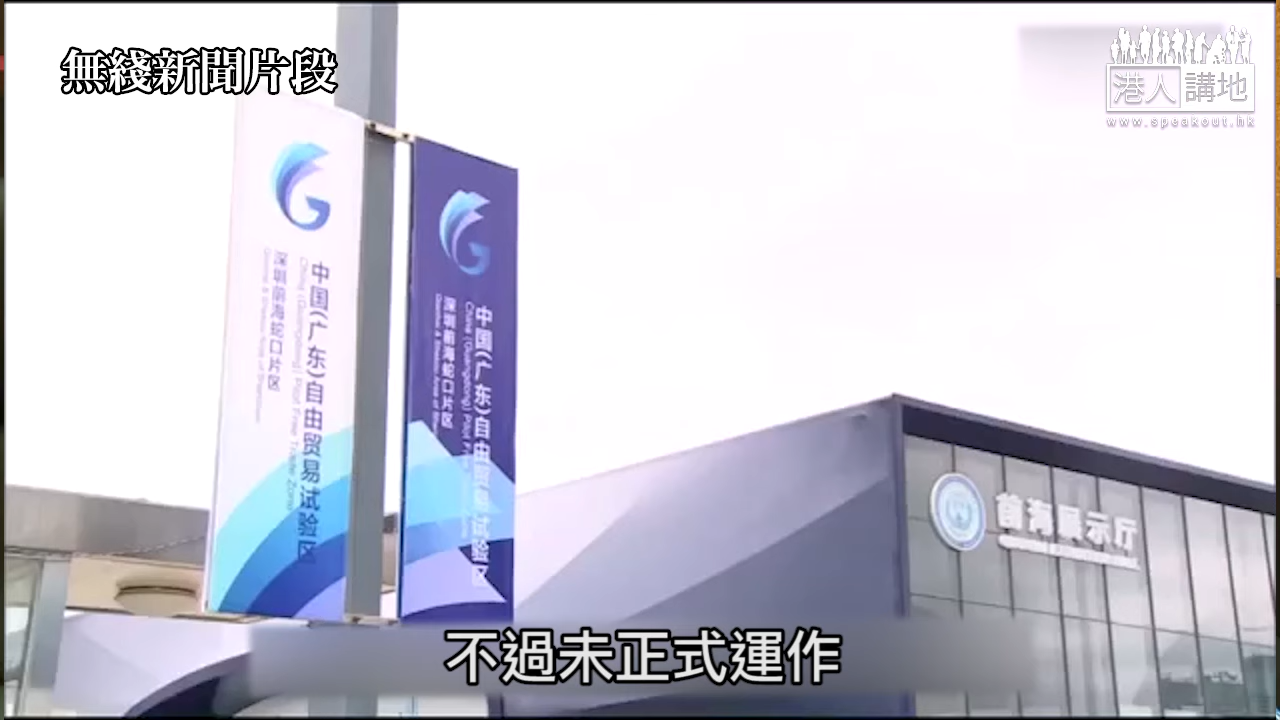 無綫新聞片段
港人講地
www.speakout.hk
中国(广东)自由贸易试验区
China (Guangdong) Pilot Free Trade Zone
深圳前海蛇口片区
中国(广东)自由贸易试验区
China (Guangdong) Pilot
深圳前海蛇口片区
前海展示厅
不過未正式運作